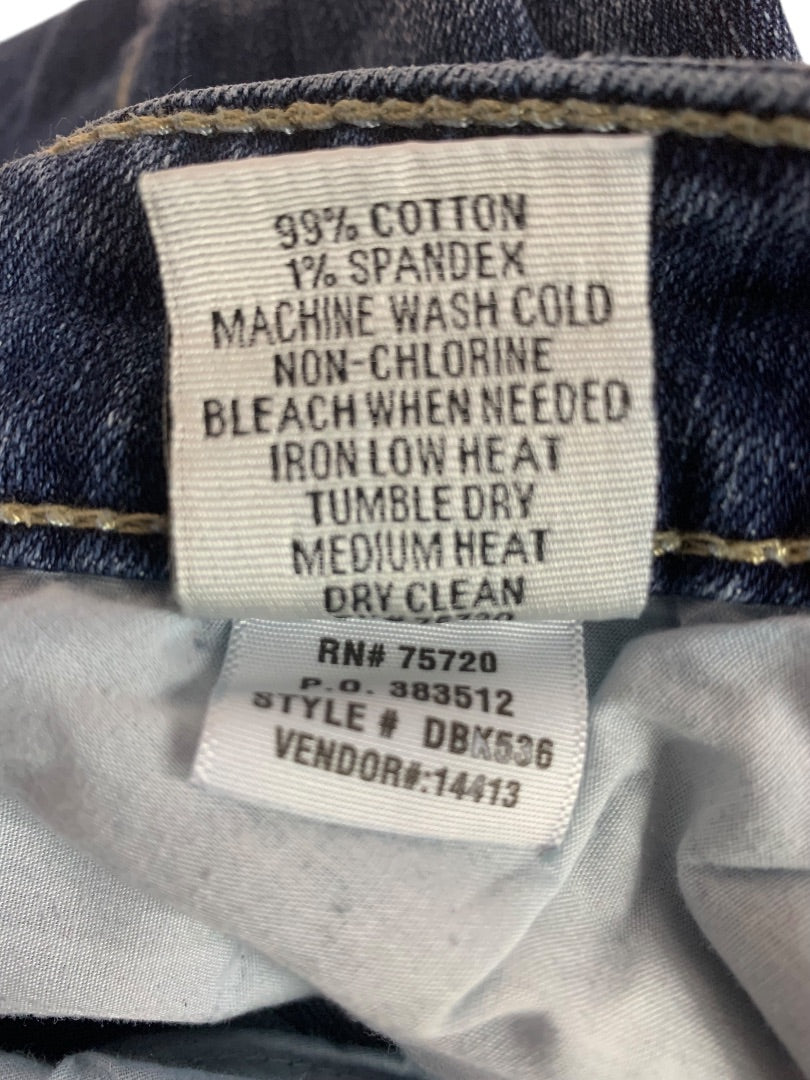 99% COTTON
1% SPANDEX
MACHINE WASH COLD
NON-CHLORINE
BLEACH WHEN NEEDED
IRON LOW HEAT
TUMBLE DRY
MEDIUM HEAT
DRY CLEAN
RN# 75720
P.O. 383512
STYLE # DBK536
VENDOR#:14413